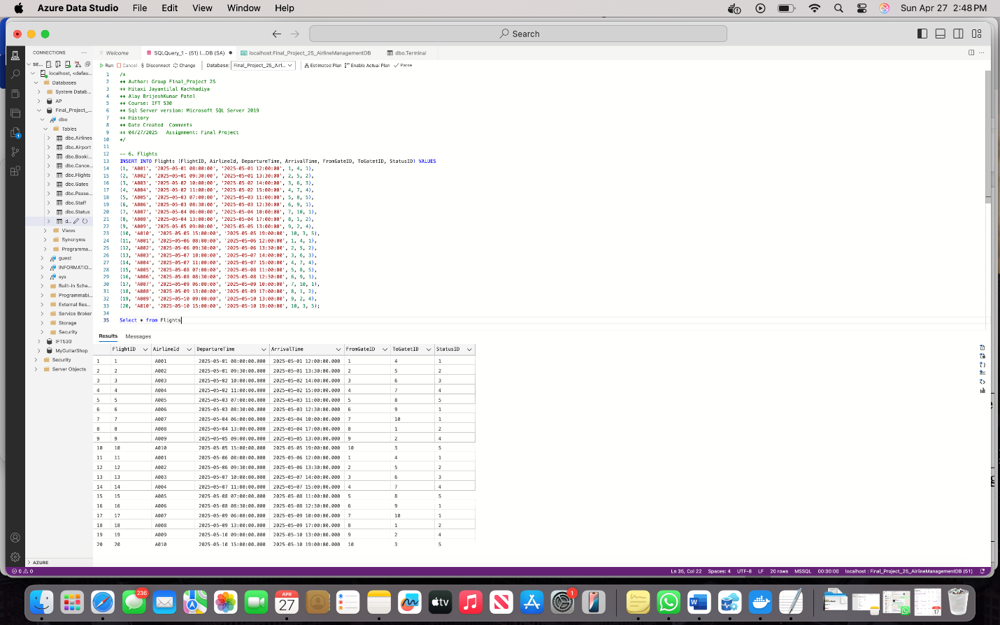 Azure Data Studio File Edit View Window Help
Sun Apr 27 2:48 PM
Search
CONNECTIONS
Welcome
SQLQuery_1 - (51) l...DB (SA)
localhost:Final_Project_25_AirlineManagementDB
dbo.Terminal
Run Cancel Disconnect Change Database: Final_Project_25_Airl... Estimated Plan Enable Actual Plan Parse
SE...
localhost, <defau...
Databases
System Datab...
AP
Final_Project_...
dbo
Tables
dbo.Airlines
dbo.Airport
dbo.Booki...
dbo.Cance...
dbo.Flights
dbo.Gates
dbo.Passe...
dbo.Staff
dbo.Status
d...
Views
Synonyms
Programma...
guest
INFORMATIO...
sys
Built-in Sche...
Programmabi...
External Res...
Service Broker
Storage
Security
IFT530
MyGuitarShop
Security
Server Objects
AZURE
1 /*
2 ** Author: Group Final_Project 25
3 ** Hitaxi Jayantilal Kachhadiya
4 ** Alay BrijeshKumar Patel
5 ** Course: IFT 530
6 ** Sql Server version: Microsoft SQL Server 2019
7 ** History
8 ** Date Created  Comments
9 ** 04/27/2025   Assignment: Final Project
10 */
11
12 -- 6. Flights
13 INSERT INTO Flights (FlightID, AirlineId, DepartureTime, ArrivalTime, FromGateID, ToGatetID, StatusID) VALUES
14 (1, 'A001', '2025-05-01 08:00:00', '2025-05-01 12:00:00', 1, 4, 1),
15 (2, 'A002', '2025-05-01 09:30:00', '2025-05-01 13:30:00', 2, 5, 2),
16 (3, 'A003', '2025-05-02 10:00:00', '2025-05-02 14:00:00', 3, 6, 3),
17 (4, 'A004', '2025-05-02 11:00:00', '2025-05-02 15:00:00', 4, 7, 4),
18 (5, 'A005', '2025-05-03 07:00:00', '2025-05-03 11:00:00', 5, 8, 5),
19 (6, 'A006', '2025-05-03 08:30:00', '2025-05-03 12:30:00', 6, 9, 1),
20 (7, 'A007', '2025-05-04 06:00:00', '2025-05-04 10:00:00', 7, 10, 1),
21 (8, 'A008', '2025-05-04 13:00:00', '2025-05-04 17:00:00', 8, 1, 2),
22 (9, 'A009', '2025-05-05 09:00:00', '2025-05-05 13:00:00', 9, 2, 4),
23 (10, 'A010', '2025-05-05 15:00:00', '2025-05-05 19:00:00', 10, 3, 5),
24 (11, 'A001', '2025-05-06 08:00:00', '2025-05-06 12:00:00', 1, 4, 1),
25 (12, 'A002', '2025-05-06 09:30:00', '2025-05-06 13:30:00', 2, 5, 2),
26 (13, 'A003', '2025-05-07 10:00:00', '2025-05-07 14:00:00', 3, 6, 3),
27 (14, 'A004', '2025-05-07 11:00:00', '2025-05-07 15:00:00', 4, 7, 4),
28 (15, 'A005', '2025-05-08 07:00:00', '2025-05-08 11:00:00', 5, 8, 5),
29 (16, 'A006', '2025-05-08 08:30:00', '2025-05-08 12:30:00', 6, 9, 1),
30 (17, 'A007', '2025-05-09 06:00:00', '2025-05-09 10:00:00', 7, 10, 1),
31 (18, 'A008', '2025-05-09 13:00:00', '2025-05-09 17:00:00', 8, 1, 2),
32 (19, 'A009', '2025-05-10 09:00:00', '2025-05-10 13:00:00', 9, 2, 4),
33 (20, 'A010', '2025-05-10 15:00:00', '2025-05-10 19:00:00', 10, 3, 5);
34
35 Select * from Flights
Results Messages
FlightID AirlineId DepartureTime ArrivalTime FromGateID ToGatetID StatusID
1 1 A001 2025-05-01 08:00:00.000 2025-05-01 12:00:00.000 1 4 1
2 2 A002 2025-05-01 09:30:00.000 2025-05-01 13:30:00.000 2 5 2
3 3 A003 2025-05-02 10:00:00.000 2025-05-02 14:00:00.000 3 6 3
4 4 A004 2025-05-02 11:00:00.000 2025-05-02 15:00:00.000 4 7 4
5 5 A005 2025-05-03 07:00:00.000 2025-05-03 11:00:00.000 5 8 5
6 6 A006 2025-05-03 08:30:00.000 2025-05-03 12:30:00.000 6 9 1
7 7 A007 2025-05-04 06:00:00.000 2025-05-04 10:00:00.000 7 10 1
8 8 A008 2025-05-04 13:00:00.000 2025-05-04 17:00:00.000 8 1 2
9 9 A009 2025-05-05 09:00:00.000 2025-05-05 13:00:00.000 9 2 4
10 10 A010 2025-05-05 15:00:00.000 2025-05-05 19:00:00.000 10 3 5
11 11 A001 2025-05-06 08:00:00.000 2025-05-06 12:00:00.000 1 4 1
12 12 A002 2025-05-06 09:30:00.000 2025-05-06 13:30:00.000 2 5 2
13 13 A003 2025-05-07 10:00:00.000 2025-05-07 14:00:00.000 3 6 3
14 14 A004 2025-05-07 11:00:00.000 2025-05-07 15:00:00.000 4 7 4
15 15 A005 2025-05-08 07:00:00.000 2025-05-08 11:00:00.000 5 8 5
16 16 A006 2025-05-08 08:30:00.000 2025-05-08 12:30:00.000 6 9 1
17 17 A007 2025-05-09 06:00:00.000 2025-05-09 10:00:00.000 7 10 1
18 18 A008 2025-05-09 13:00:00.000 2025-05-09 17:00:00.000 8 1 2
19 19 A009 2025-05-10 09:00:00.000 2025-05-10 13:00:00.000 9 2 4
20 20 A010 2025-05-10 15:00:00.000 2025-05-10 19:00:00.000 10 3 5
0 0
Ln 35, Col 22 Spaces: 4 UTF-8 LF 20 rows MSSQL 00:00:00 localhost : Final_Project_25_AirlineManagementDB (51)
236
APR
27
tv
1
17